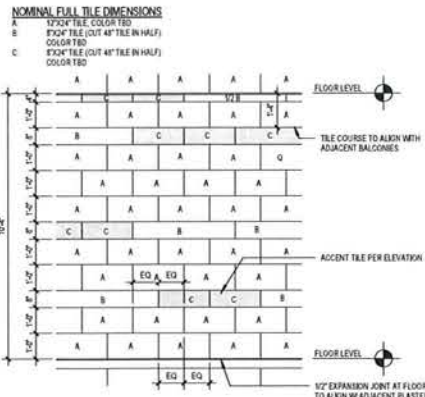 NOMINAL FULL TILE DIMENSIONS
A 12"X24" TILE, COLOR TBD
B 8"X24" TILE (CUT 48" TILE IN HALF)
COLOR TBD
C 8"X24" TILE (CUT 48" TILE IN HALF)
COLOR TBD
A A A A A
FLOOR LEVEL
C C 1/2 B
A A A A A
B C C C
TILE COURSE TO ALIGN WITH
ADJACENT BALCONIES
A A A A Q
A A A A
A A A A A
C C B B
A A A A A
ACCENT TILE PER ELEVATION
EQ EQ
A A A A
B C C B
A A A A
A A A A A
FLOOR LEVEL
EQ EQ
1/2" EXPANSION JOINT AT FLOOR
TO ALIGN W/ ADJACENT PLASTER